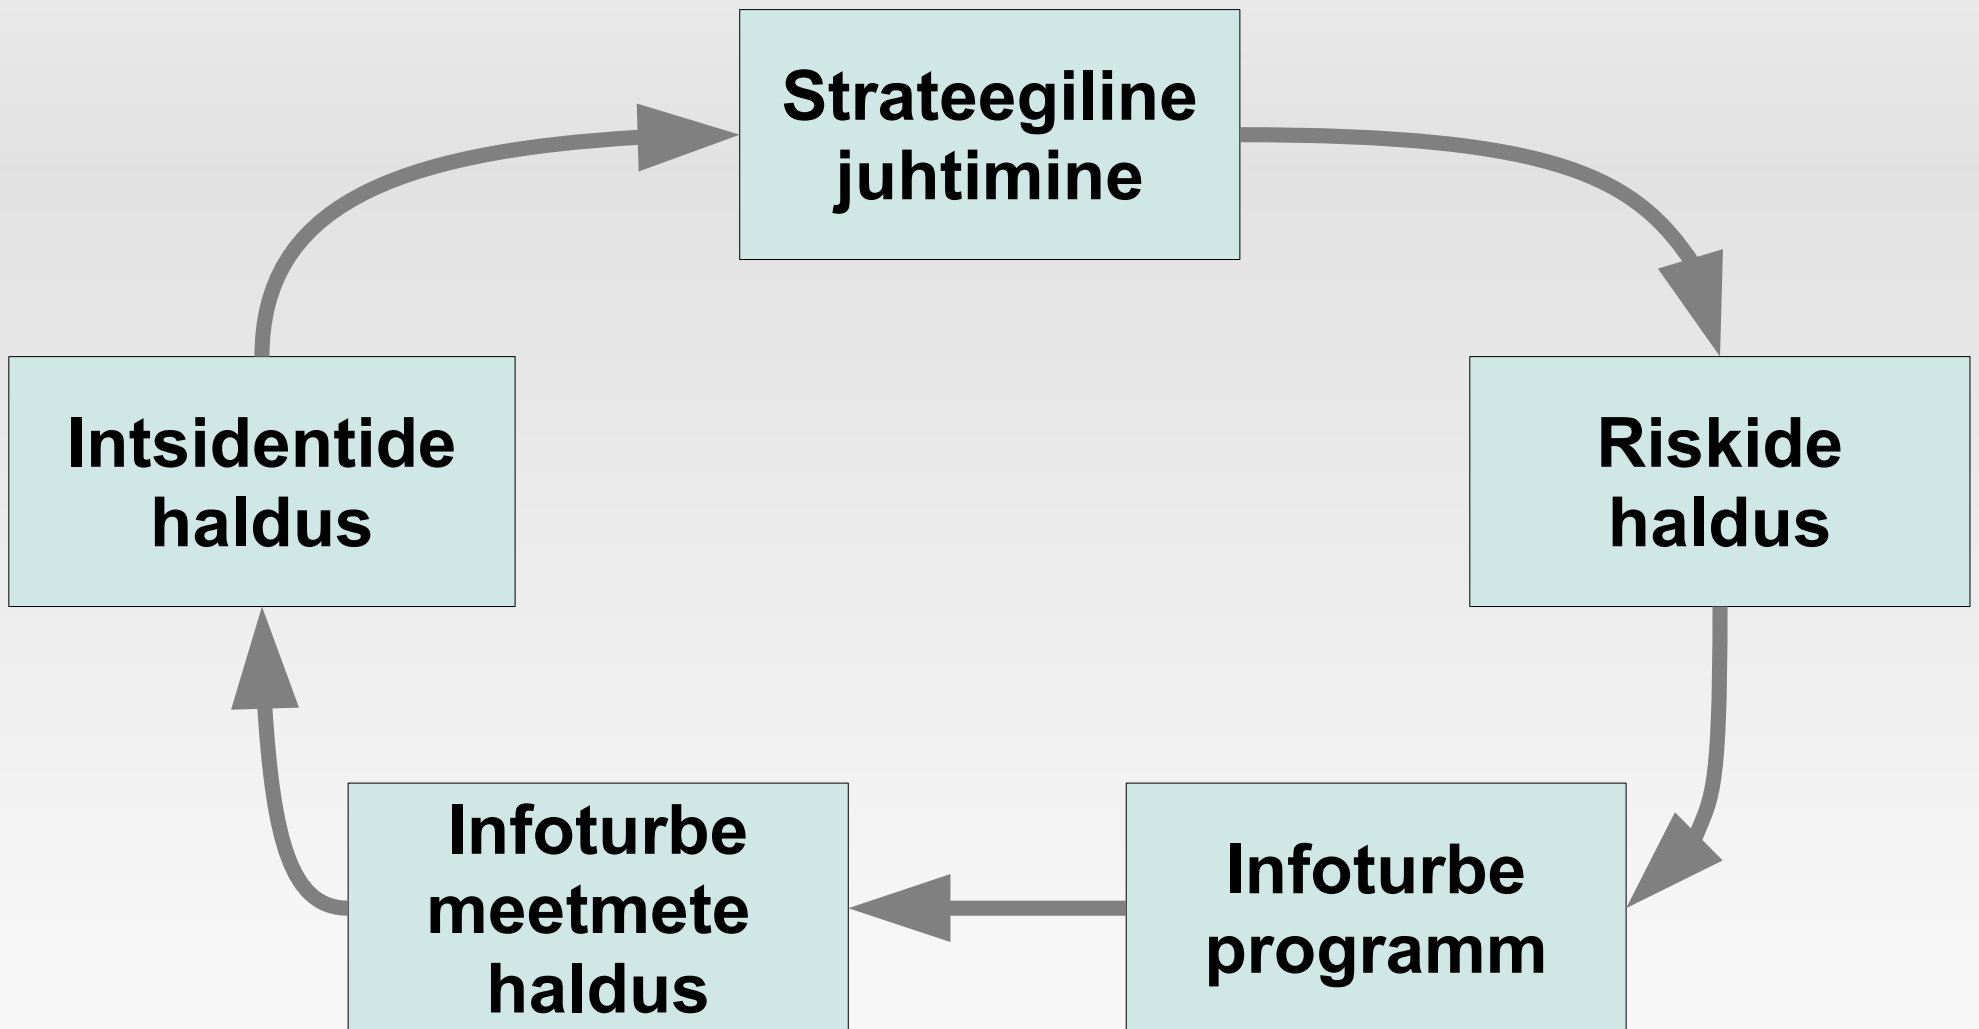 Strateegiline
juhtimine
Intsidentide
haldus
Riskide
haldus
Infoturbe
meetmete
haldus
Infoturbe
programm